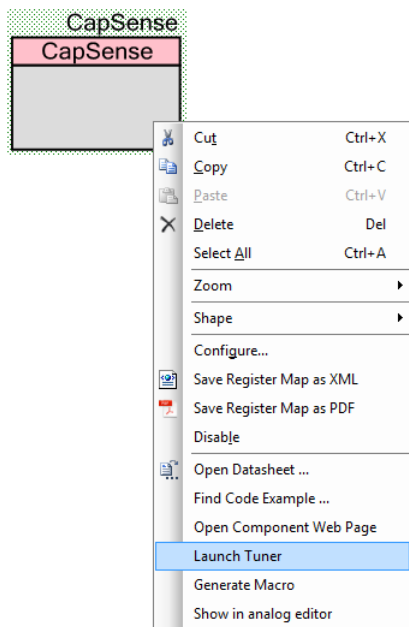 CapSense
CapSense
Cut Ctrl+X
Copy Ctrl+C
Paste Ctrl+V
Delete Del
Select All Ctrl+A
Zoom
Shape
Configure...
Save Register Map as XML
Save Register Map as PDF
Disable
Open Datasheet ...
Find Code Example ...
Open Component Web Page
Launch Tuner
Generate Macro
Show in analog editor